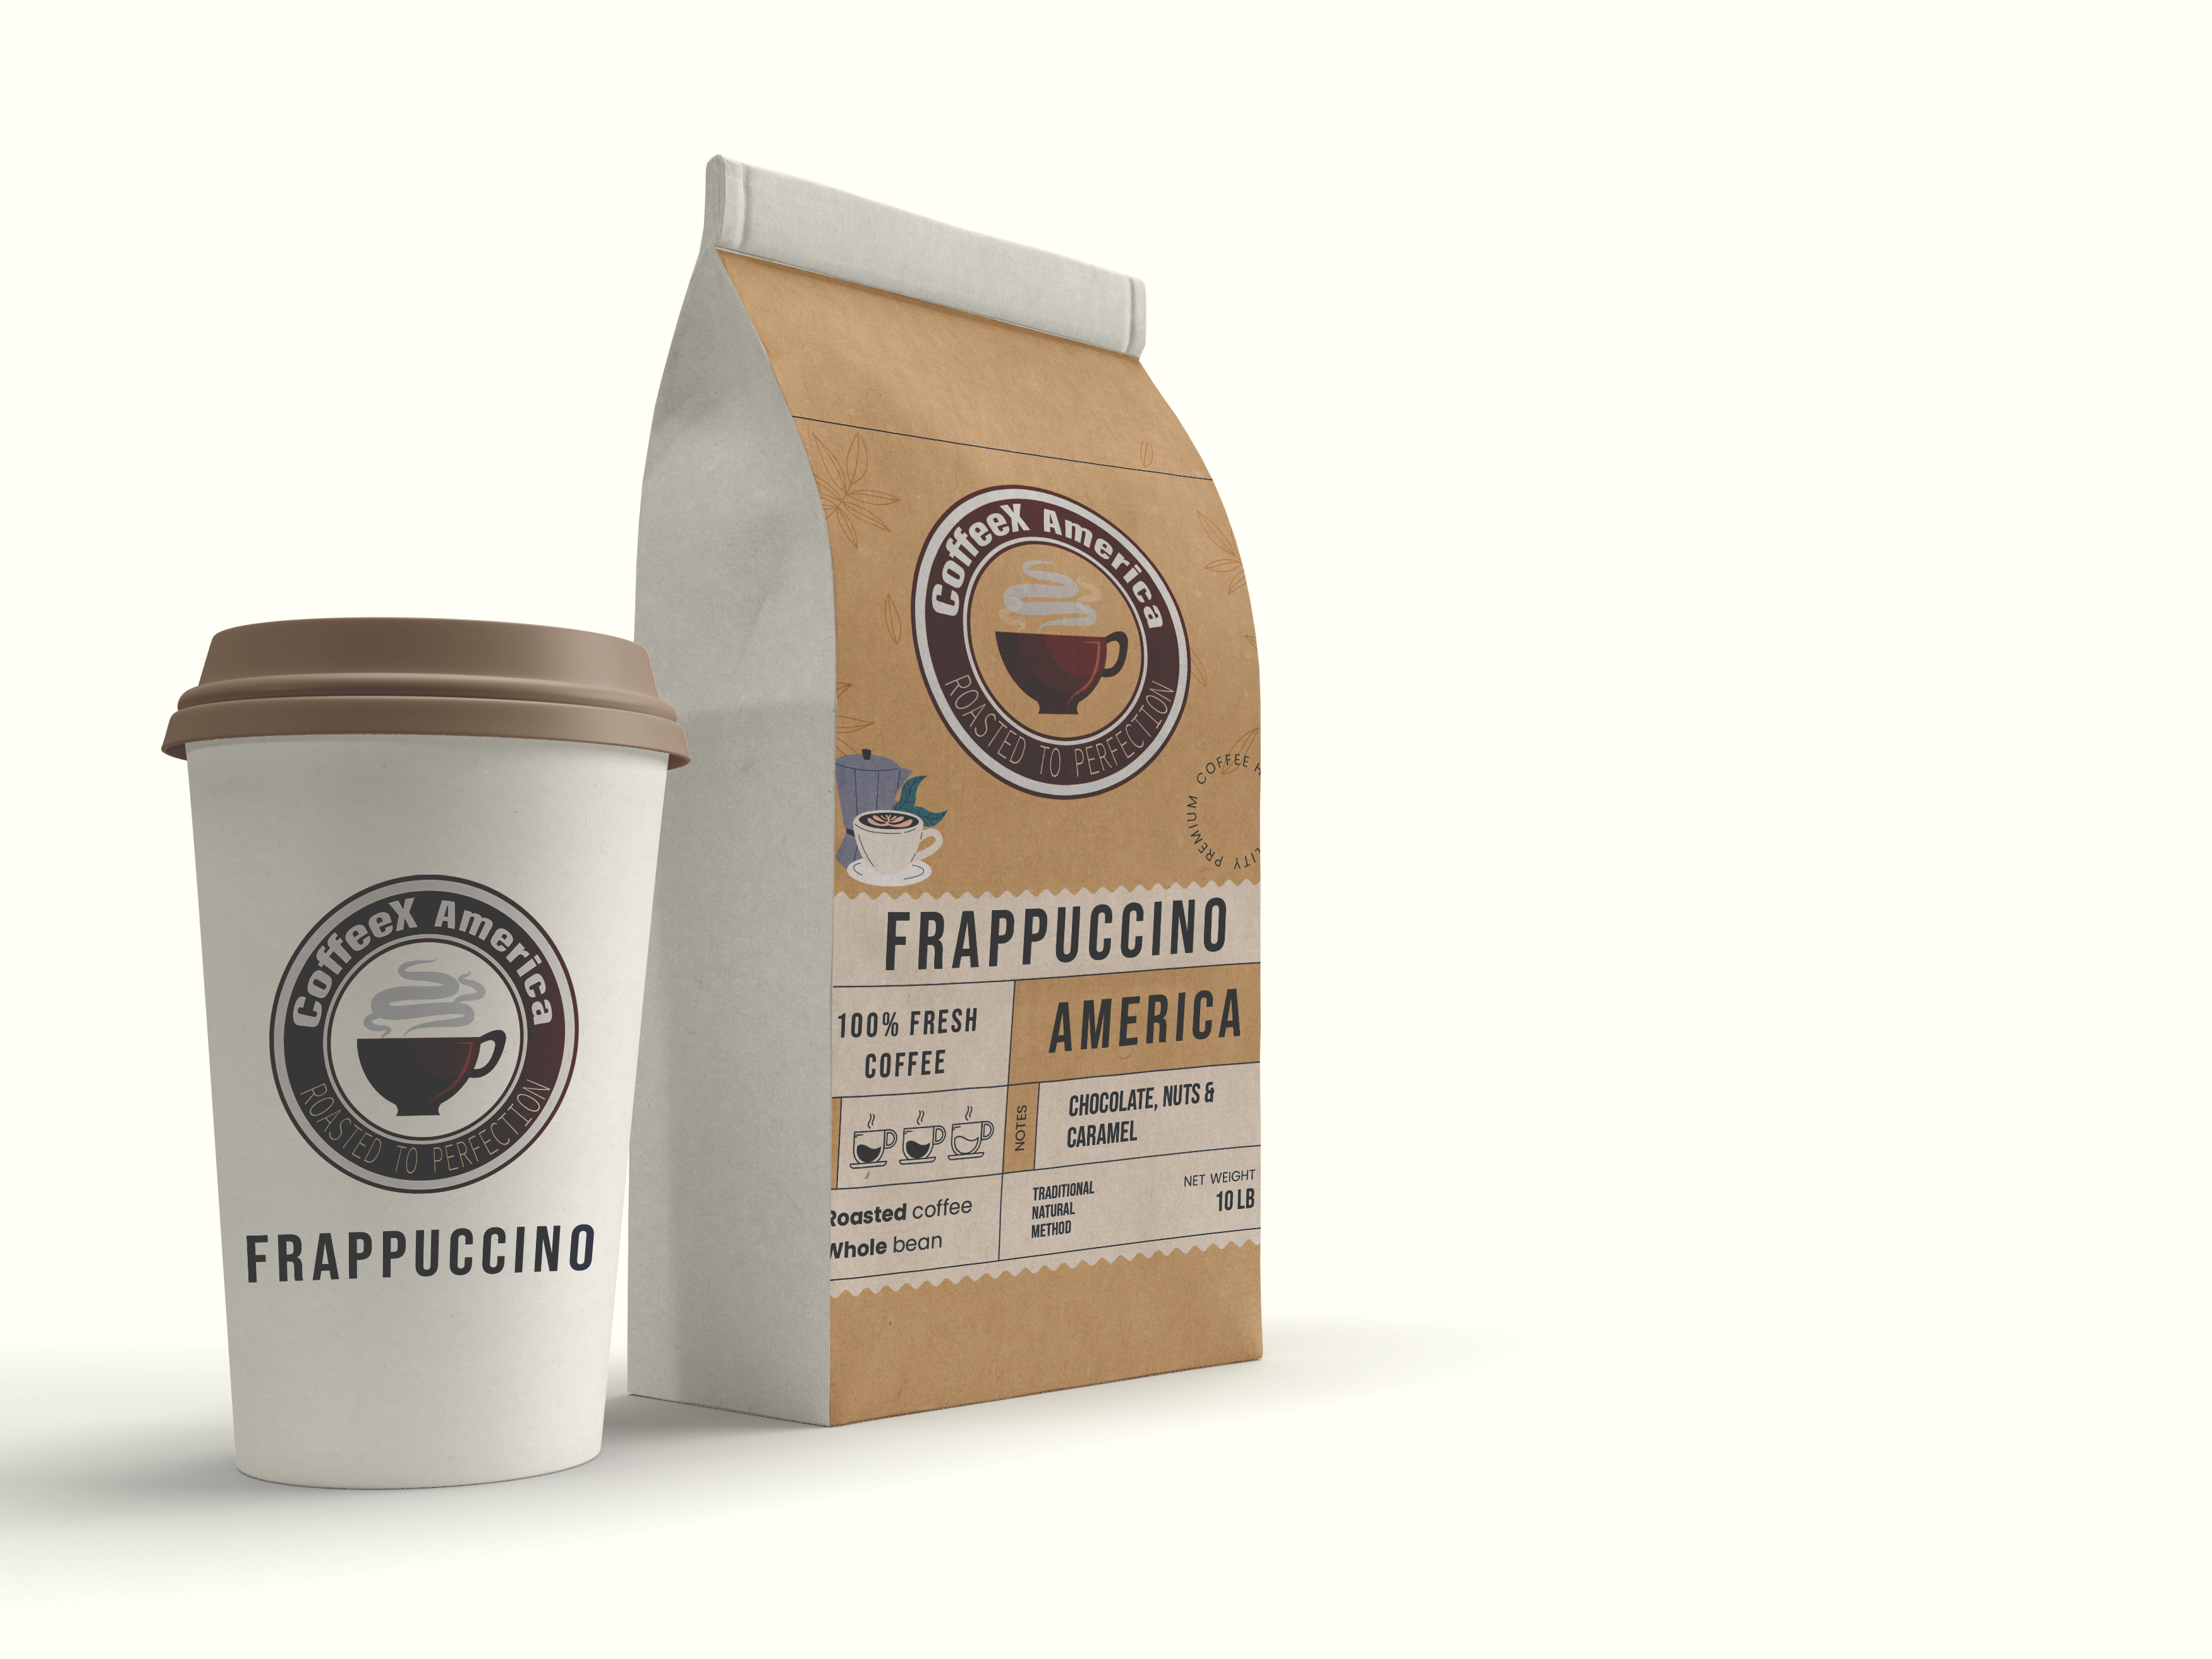 CoffeeX America
ROASTED TO PERFECTION
FRAPPUCCINO
CoffeeX America
ROASTED TO PERFECTION
PREMIUM COFFEE
FRAPPUCCINO
100% FRESH
COFFEE
AMERICA
NOTES
CHOCOLATE, NUTS &
CARAMEL
Roasted coffee
Whole bean
TRADITIONAL
NATURAL
METHOD
NET WEIGHT
10 LB